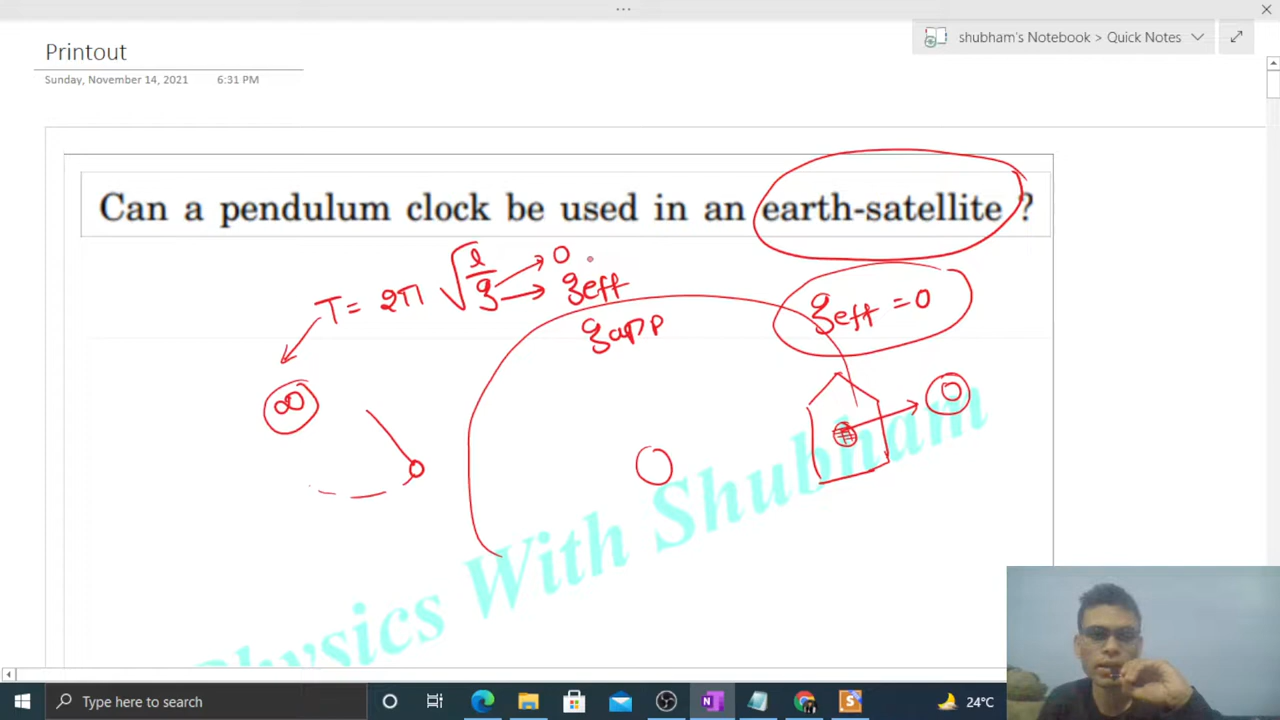 shubham's Notebook > Quick Notes
Printout
Sunday, November 14, 2021 6:31 PM
Can a pendulum clock be used in an earth-satellite ?
T = 2π √l/g → 0
geff
gapp
geff = 0
∞
0
Physics With Shubham
Type here to search
24°C